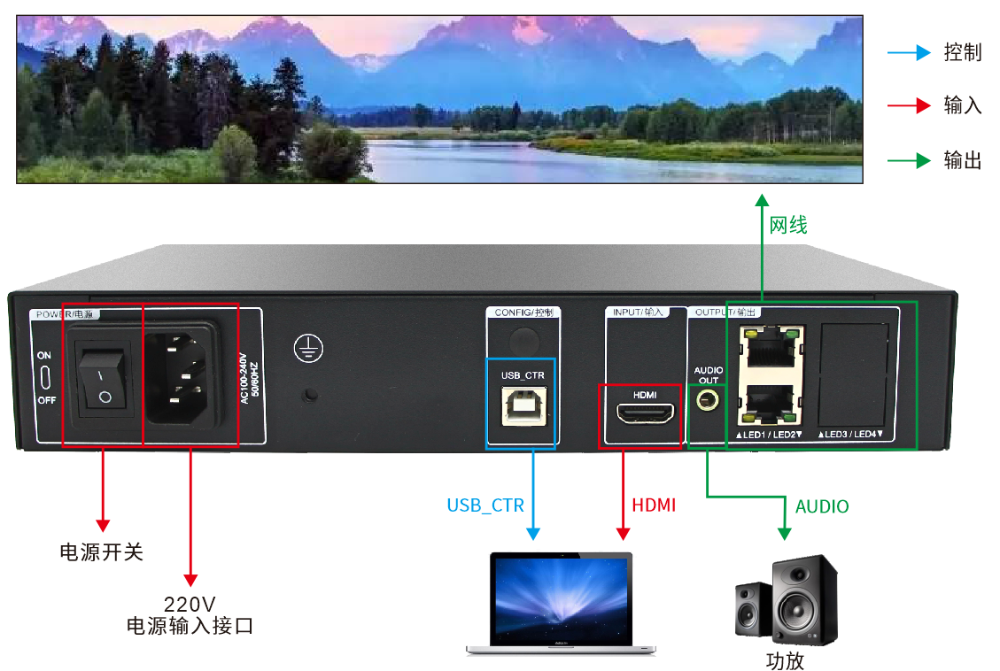 控制
输入
输出
网线
POWER/电源
ON
OFF
AC100-240V
50/60HZ
CONFIG/控制
USB_CTR
INPUT/输入
HDMI
OUTPUT/输出
AUDIO
OUT
▲LED1 / LED2▼
▲LED3 / LED4▼
USB_CTR
HDMI
AUDIO
电源开关
220V
电源输入接口
功放